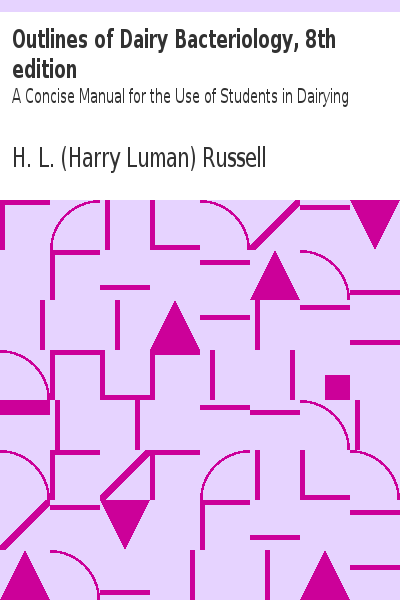 Outlines of Dairy Bacteriology, 8th
edition
A Concise Manual for the Use of Students in Dairying
H. L. (Harry Luman) Russell